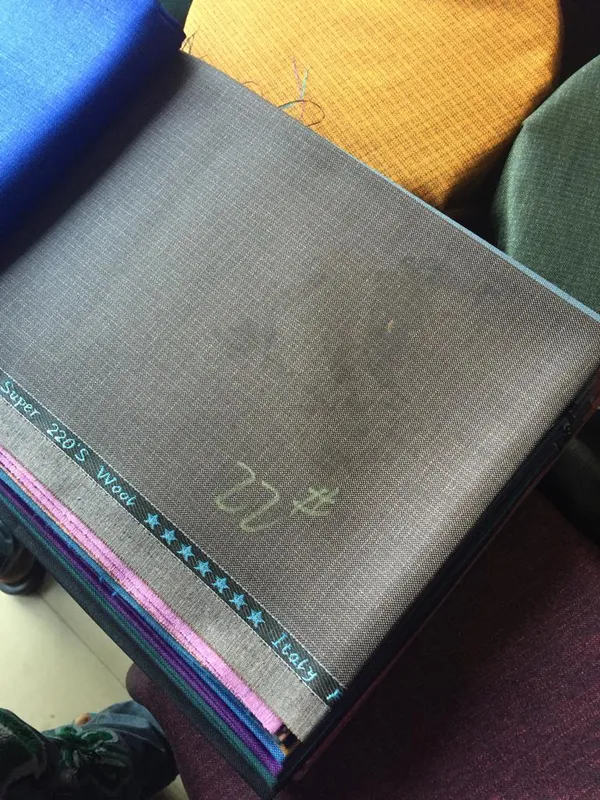 22 #
Super 220'S Wool ★★★★★★★ Italy